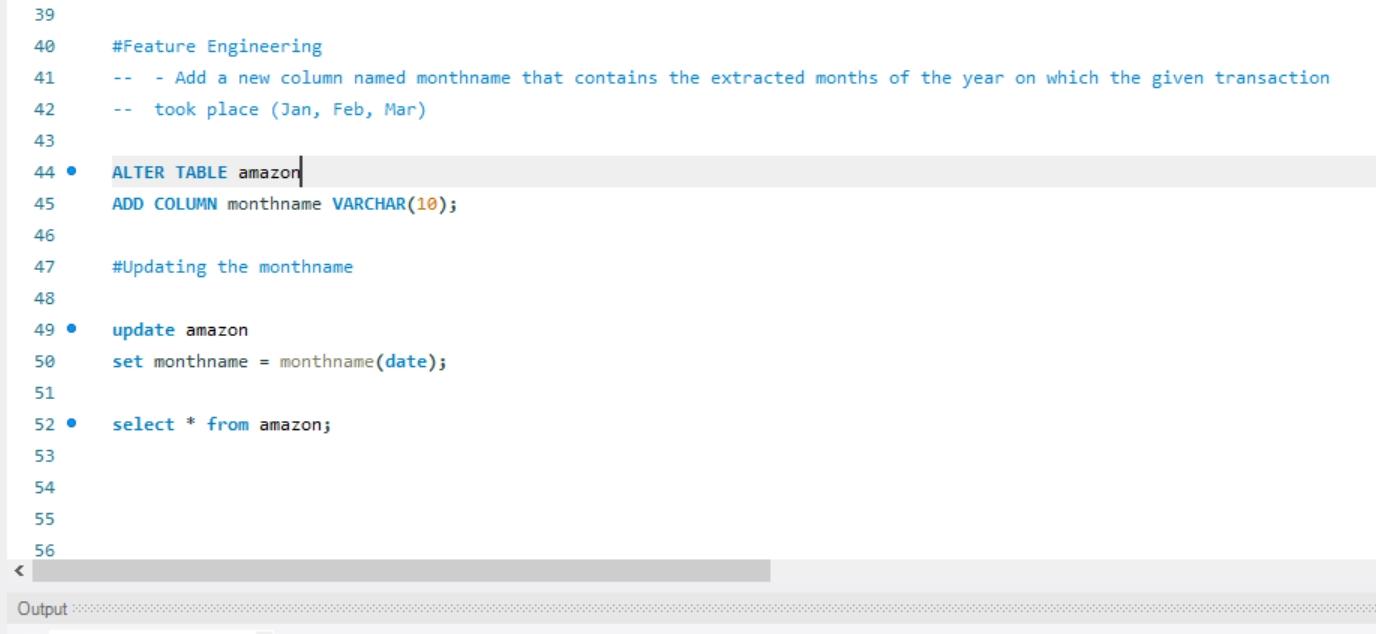 39
40 #Feature Engineering
41 -- - Add a new column named monthname that contains the extracted months of the year on which the given transaction
42 -- took place (Jan, Feb, Mar)
43
44 ALTER TABLE amazon
45 ADD COLUMN monthname VARCHAR(10);
46
47 #Updating the monthname
48
49 update amazon
50 set monthname = monthname(date);
51
52 select * from amazon;
53
54
55
56
Output